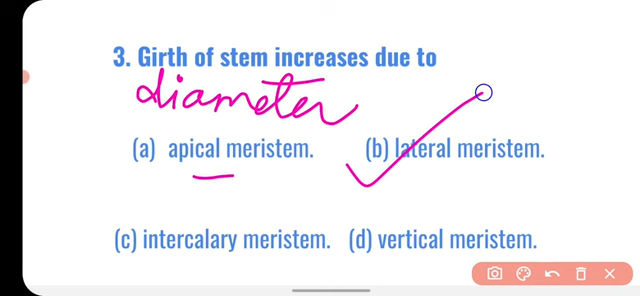 3. Girth of stem increases due to
diameter
(a) apical meristem. (b) lateral meristem.
(c) intercalary meristem. (d) vertical meristem.